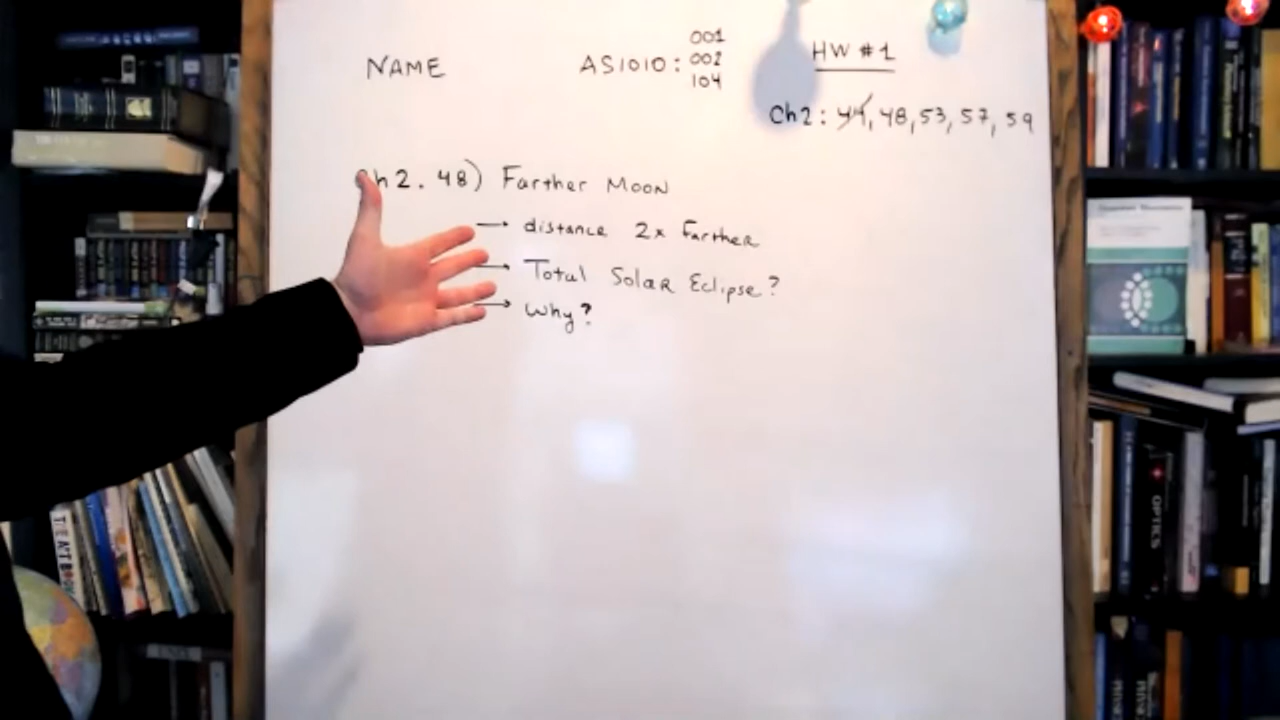 NAME
AS1010: 001
002
104
HW #1
Ch2: 44, 48, 53, 57, 59
Ch2. 48) Farther Moon
→ distance 2x farther
→ Total Solar Eclipse?
→ Why?
OPTICS